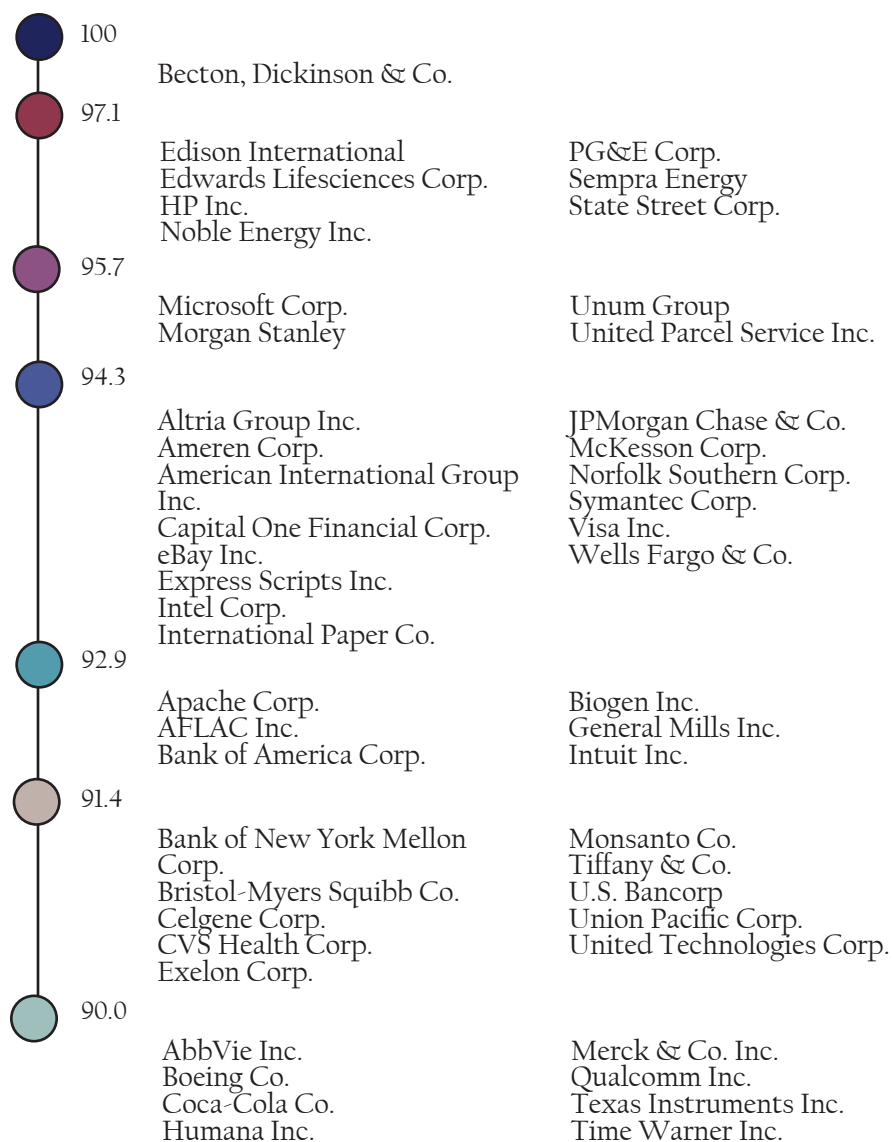 100
Becton, Dickinson & Co.
97.1
Edison International
Edwards Lifesciences Corp.
HP Inc.
Noble Energy Inc.
PG&E Corp.
Sempra Energy
State Street Corp.
95.7
Microsoft Corp.
Morgan Stanley
Unum Group
United Parcel Service Inc.
94.3
Altria Group Inc.
Ameren Corp.
American International Group
Inc.
Capital One Financial Corp.
eBay Inc.
Express Scripts Inc.
Intel Corp.
International Paper Co.
JPMorgan Chase & Co.
McKesson Corp.
Norfolk Southern Corp.
Symantec Corp.
Visa Inc.
Wells Fargo & Co.
92.9
Apache Corp.
AFLAC Inc.
Bank of America Corp.
Biogen Inc.
General Mills Inc.
Intuit Inc.
91.4
Bank of New York Mellon
Corp.
Bristol-Myers Squibb Co.
Celgene Corp.
CVS Health Corp.
Exelon Corp.
Monsanto Co.
Tiffany & Co.
U.S. Bancorp
Union Pacific Corp.
United Technologies Corp.
90.0
AbbVie Inc.
Boeing Co.
Coca-Cola Co.
Humana Inc.
Merck & Co. Inc.
Qualcomm Inc.
Texas Instruments Inc.
Time Warner Inc.